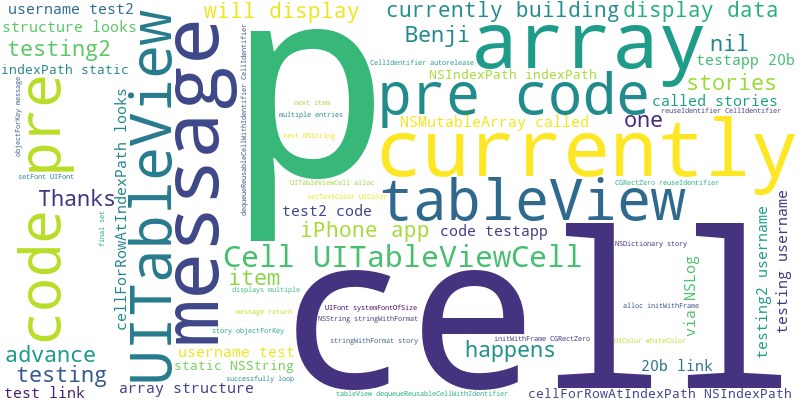 username test2
will display
currently building
display data
structure looks
testing2
message
UITableView
p
Benji
array
nil
CellIdentifier autorelease
testapp 20b
indexPath static
NSIndexPath indexPath
pre code
stories
objectForKey message
pre
dequeueReusableCellWithIdentifier CellIdentifier
next item
multiple entries
called stories
reuseIdentifier CellIdentifier
NSMutableArray called
one
text NSString
currently
setFont UIFont
Thanks
cellForRowAtIndexPath looks
UITableViewCell alloc
CGRectZero reuseIdentifier
tableView
setTextColor UIColor
test2 code
code
final set
iPhone app
code testapp
cell
Cell UITableViewCell
NSDictionary story
testing2 username
testing username
item
displays multiple
via NSLog
UIFont systemFontOfSize
alloc initWithFrame
message return
NSString stringWithFormat
story objectForKey
stringWithFormat story
initWithFrame CGRectZero
UIColor whiteColor
advance
username test
happens
static NSString
20b link
testing
successfully loop
test link
array structure
tableView dequeueReusableCellWithIdentifier
cellForRowAtIndexPath NSIndexPath